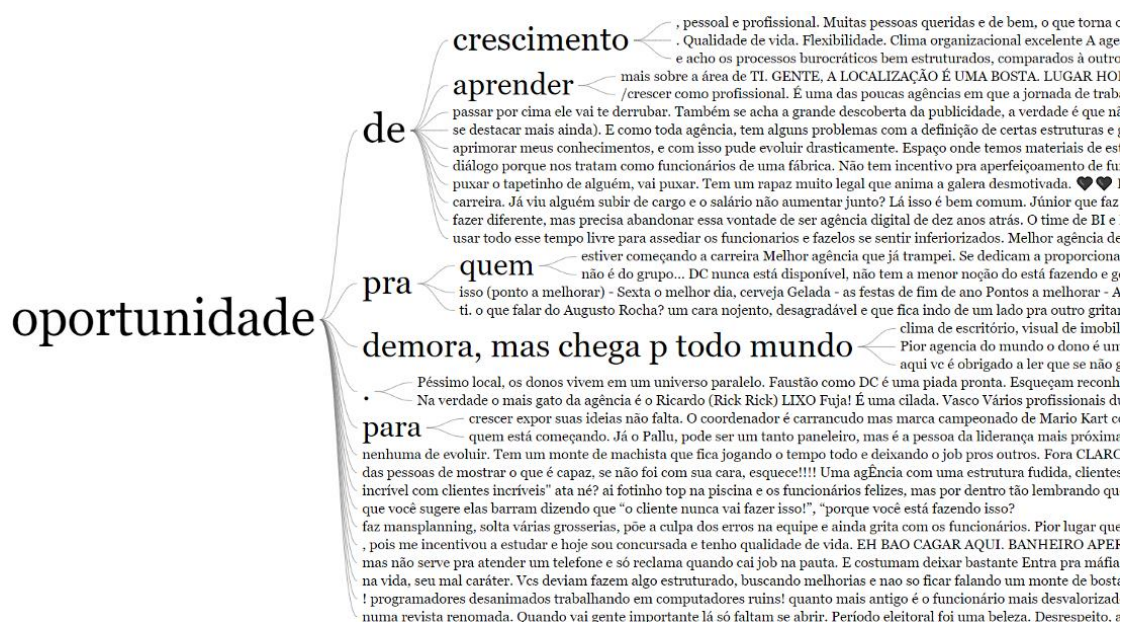 crescimento
, pessoal e profissional. Muitas pessoas queridas e de bem, o que torna
. Qualidade de vida. Flexibilidade. Clima organizacional excelente A age
e acho os processos burocráticos bem estruturados, comparados à outro
aprender
mais sobre a área de TI. GENTE, A LOCALIZAÇÃO É UMA BOSTA. LUGAR HO
/crescer como profissional. É uma das poucas agências em que a jornada de trab
de
passar por cima ele vai te derrubar. Também se acha a grande descoberta da publicidade, a verdade é que nã
se destacar mais ainda). E como toda agência, tem alguns problemas com a definição de certas estruturas e
aprimorar meus conhecimentos, e com isso pude evoluir drasticamente. Espaço onde temos materiais de est
diálogo porque nos tratam como funcionários de uma fábrica. Não tem incentivo pra aperfeiçoamento de fu
puxar o tapetinho de alguém, vai puxar. Tem um rapaz muito legal que anima a galera desmotivada. 🖤🖤
carreira. Já viu alguém subir de cargo e o salário não aumentar junto? Lá isso é bem comum. Júnior que faz
fazer diferente, mas precisa abandonar essa vontade de ser agência digital de dez anos atrás. O time de BI e
usar todo esse tempo livre para assediar os funcionarios e fazelos se sentir inferiorizados. Melhor agência de
quem
estiver começando a carreira Melhor agência que já trampei. Se dedicam a proporciona
não é do grupo... DC nunca está disponível, não tem a menor noção do está fazendo e g
pra
isso (ponto a melhorar) - Sexta o melhor dia, cerveja Gelada - as festas de fim de ano Pontos a melhorar - A
ti. o que falar do Augusto Rocha? um cara nojento, desagradável e que fica indo de um lado pra outro gritar
oportunidade
demora, mas chega p todo mundo
clima de escritório, visual de imobil
Pior agencia do mundo o dono é um
aqui vc é obrigado a ler que se não g
.
Péssimo local, os donos vivem em um universo paralelo. Faustão como DC é uma piada pronta. Esqueçam reconh
Na verdade o mais gato da agência é o Ricardo (Rick Rick) LIXO Fuja! É uma cilada. Vasco Vários profissionais d
para
crescer expor suas ideias não falta. O coordenador é carrancudo mas marca campeonado de Mario Kart c
quem está começando. Já o Pallu, pode ser um tanto paneleiro, mas é a pessoa da liderança mais próxima
nenhuma de evoluir. Tem um monte de machista que fica jogando o tempo todo e deixando o job pros outros. Fora CLARO
das pessoas de mostrar o que é capaz, se não foi com sua cara, esquece!!!! Uma agÊncia com uma estrutura fudida, clientes
incrível com clientes incríveis" ata né? ai fotinho top na piscina e os funcionários felizes, mas por dentro tão lembrando qu
que você sugere elas barram dizendo que “o cliente nunca vai fazer isso!”, “porque você está fazendo isso?
faz mansplanning, solta várias grosserias, põe a culpa dos erros na equipe e ainda grita com os funcionários. Pior lugar que
, pois me incentivou a estudar e hoje sou concursada e tenho qualidade de vida. EH BAO CAGAR AQUI. BANHEIRO APER
mas não serve pra atender um telefone e só reclama quando cai job na pauta. E costumam deixar bastante Entra pra máfia
na vida, seu mal caráter. Vcs deviam fazem algo estruturado, buscando melhorias e nao so ficar falando um monte de bosta
! programadores desanimados trabalhando em computadores ruins! quanto mais antigo é o funcionário mais desvalorizad
numa revista renomada. Quando vai gente importante lá só faltam se abrir. Período eleitoral foi uma beleza. Desrespeito, a